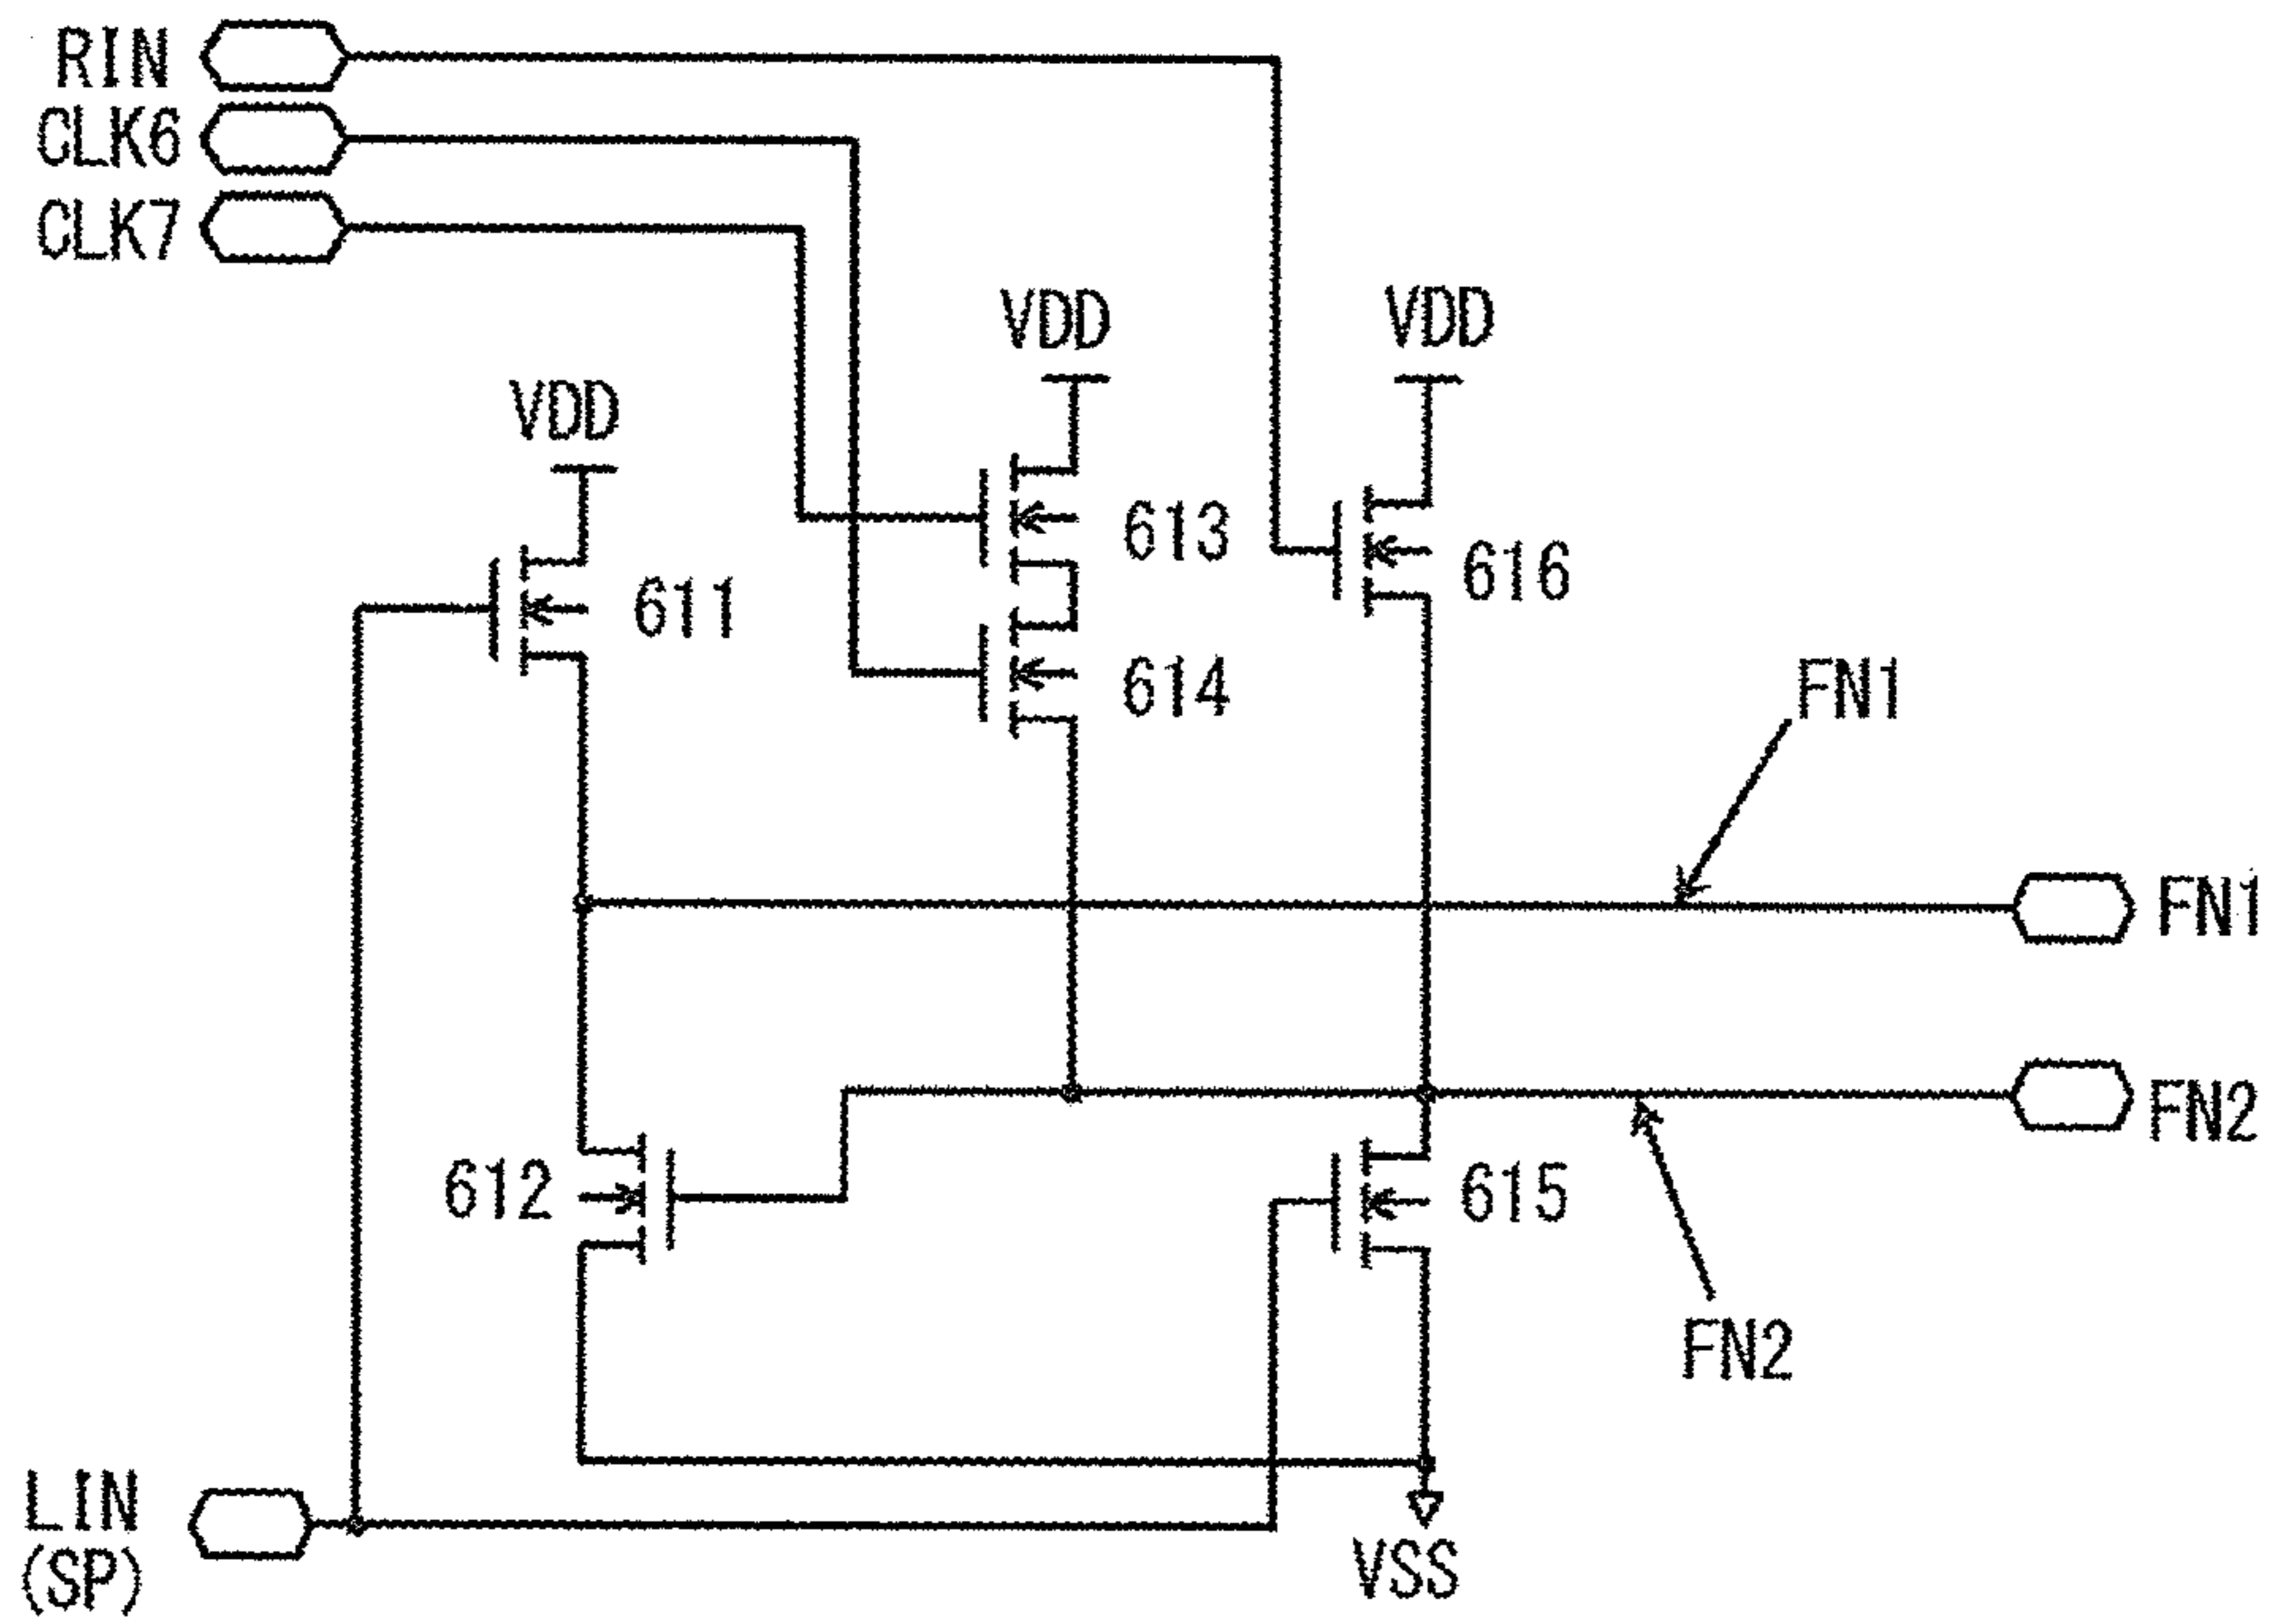 RIN
CLK6
CLK7
VDD
VDD
VDD
613
616
611
614
FN1
FN1
612
615
FN2
FN2
LIN
(SP)
VSS